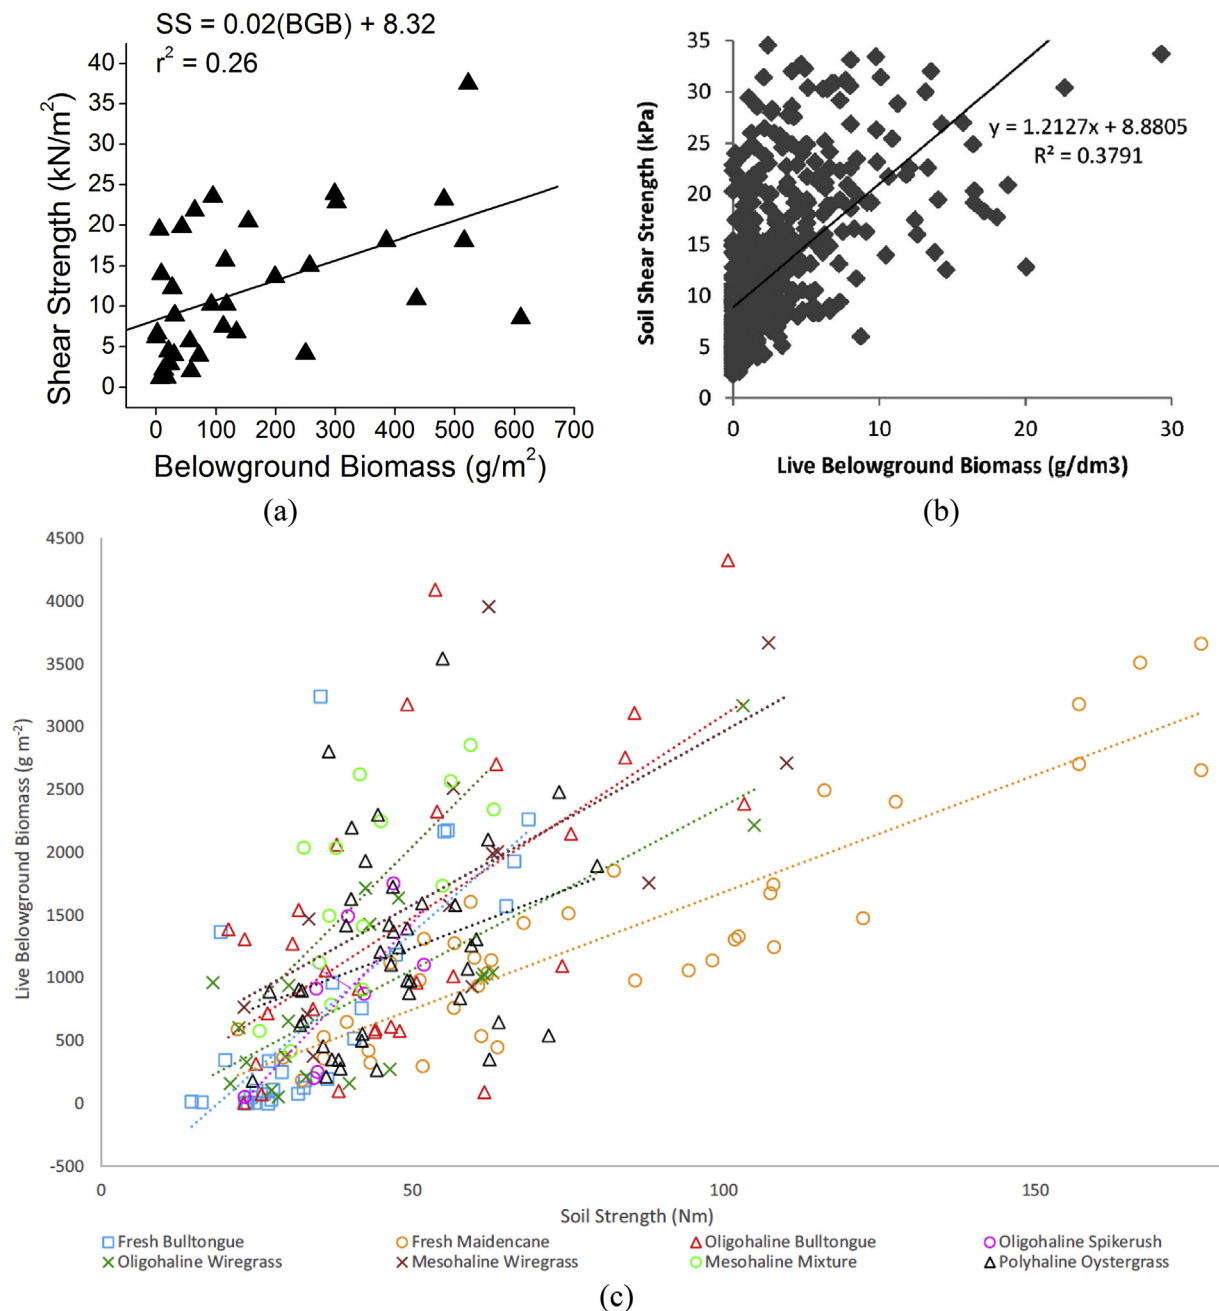 SS = 0.02(BGB) + 8.32
r² = 0.26
40
35
30
25
20
15
10
5
0
Shear Strength (kN/m²)
0 100 200 300 400 500 600 700
Belowground Biomass (g/m²)
(a)
35
30
25
20
15
10
5
0
Soil Shear Strength (kPa)
y = 1.2127x + 8.8805
R² = 0.3791
0 10 20 30
Live Belowground Biomass (g/dm3)
(b)
4500
4000
3500
3000
2500
2000
1500
1000
500
0
-500
Live Belowground Biomass (g m⁻²)
0 50 100 150
Soil Strength (Nm)
Fresh Bulltongue Fresh Maidencane Oligohaline Bulltongue Oligohaline Spikerush
Oligohaline Wiregrass Mesohaline Wiregrass Mesohaline Mixture Polyhaline Oystergrass
(c)